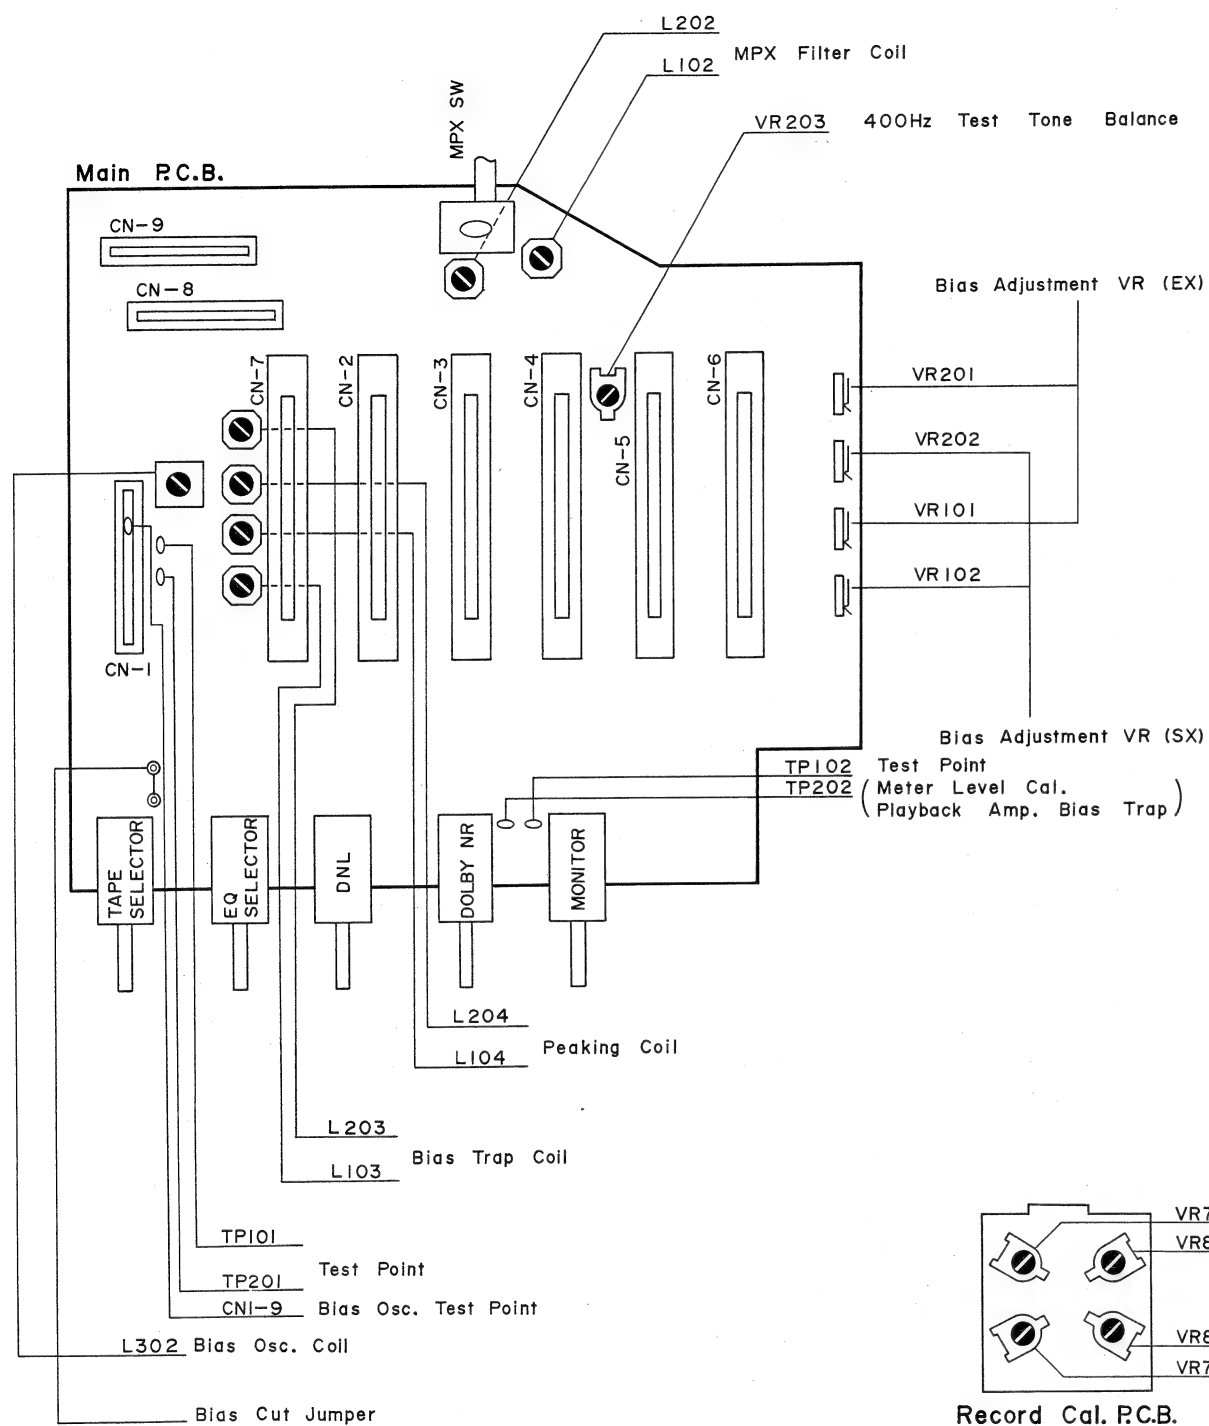 L202
MPX Filter Coil
L102
VR203 400Hz Test Tone Balance
MPX SW
Main P.C.B.
CN-9
CN-8
Bias Adjustment VR (EX)
CN-7
CN-2
CN-3
CN-4
CN-5
CN-6
VR201
VR202
VR101
VR102
CN-1
Bias Adjustment VR (SX)
TP102 Test Point
TP202 (Meter Level Cal.
Playback Amp. Bias Trap)
TAPE
SELECTOR
EQ
SELECTOR
DNL
DOLBY NR
MONITOR
L204
Peaking Coil
L104
L203
Bias Trap Coil
L103
TP101
Test Point
TP201
CN1-9 Bias Osc. Test Point
L302 Bias Osc. Coil
Bias Cut Jumper
VR7
VR8
VR8
VR7
Record Cal. P.C.B.